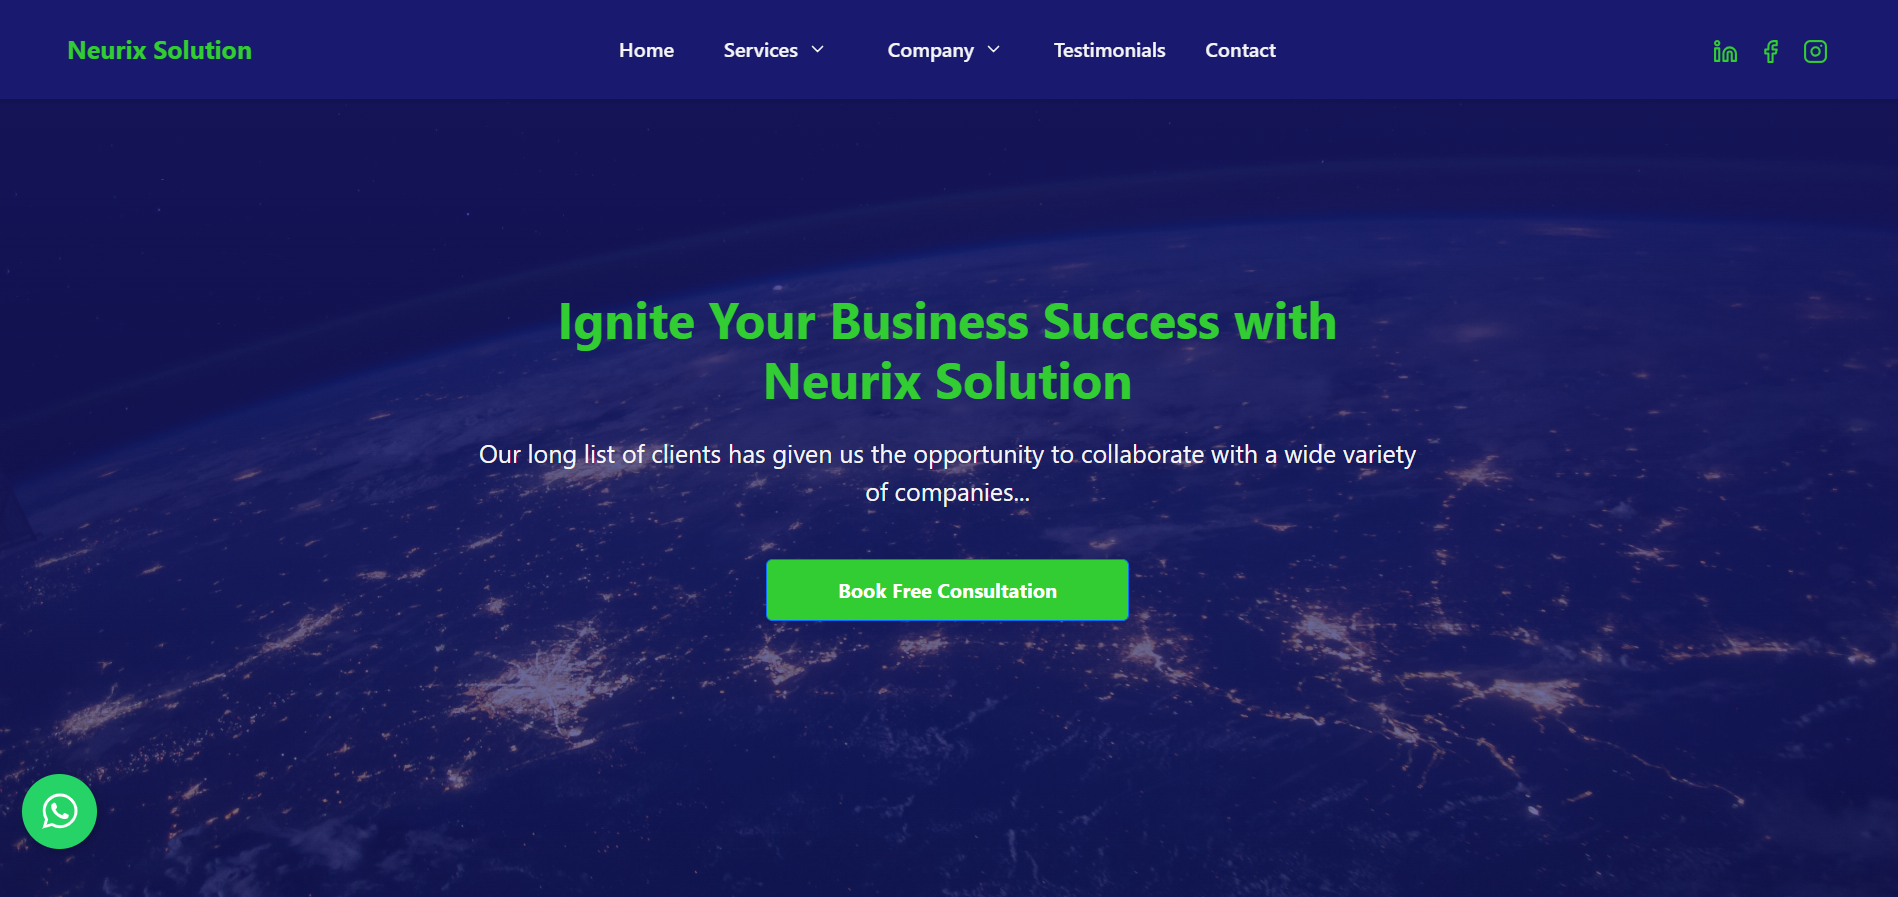 Neurix Solution
Home
Services
Company
Testimonials
Contact
Ignite Your Business Success with
Neurix Solution
Our long list of clients has given us the opportunity to collaborate with a wide variety
of companies...
Book Free Consultation